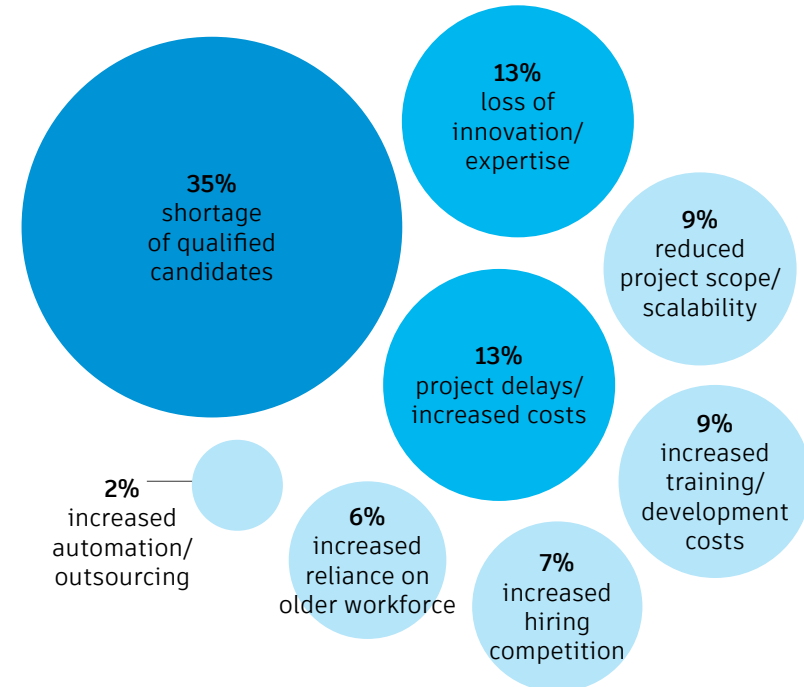 35%
shortage
of qualified
candidates
13%
loss of
innovation/
expertise
9%
reduced
project scope/
scalability
13%
project delays/
increased costs
9%
increased
training/
development
costs
2%
increased
automation/
outsourcing
6%
increased
reliance on
older workforce
7%
increased
hiring
competition